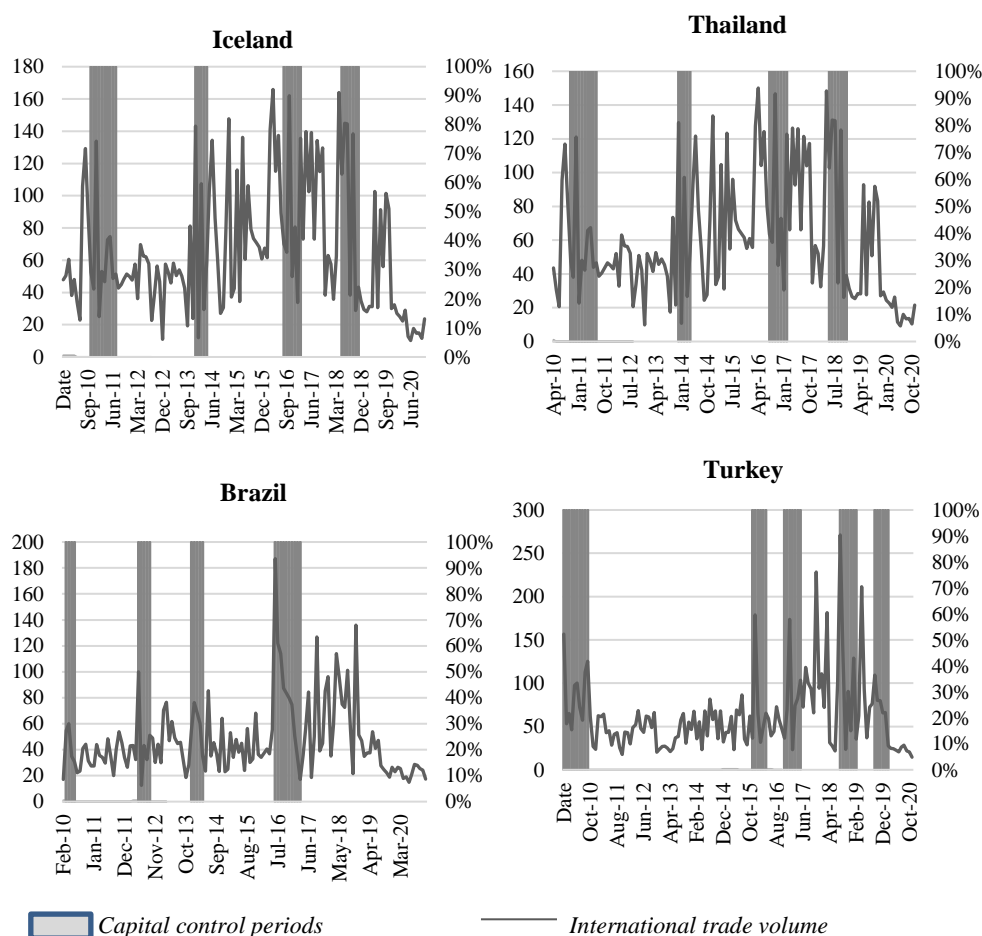 Iceland
180
160
140
120
100
80
60
40
20
0
100%
90%
80%
70%
60%
50%
40%
30%
20%
10%
0%
Date
Sep-10
Jun-11
Mar-12
Dec-12
Sep-13
Jun-14
Mar-15
Dec-15
Sep-16
Jun-17
Mar-18
Dec-18
Sep-19
Jun-20
Thailand
160
140
120
100
80
60
40
20
0
100%
90%
80%
70%
60%
50%
40%
30%
20%
10%
0%
Apr-10
Jan-11
Oct-11
Jul-12
Apr-13
Jan-14
Oct-14
Jul-15
Apr-16
Jan-17
Oct-17
Jul-18
Apr-19
Jan-20
Oct-20
Brazil
200
180
160
140
120
100
80
60
40
20
0
100%
90%
80%
70%
60%
50%
40%
30%
20%
10%
0%
Feb-10
Jan-11
Dec-11
Nov-12
Oct-13
Sep-14
Aug-15
Jul-16
Jun-17
May-18
Apr-19
Mar-20
Turkey
300
250
200
150
100
50
0
100%
90%
80%
70%
60%
50%
40%
30%
20%
10%
0%
Date
Oct-10
Aug-11
Jun-12
Apr-13
Feb-14
Dec-14
Oct-15
Aug-16
Jun-17
Apr-18
Feb-19
Dec-19
Oct-20
Capital control periods
International trade volume